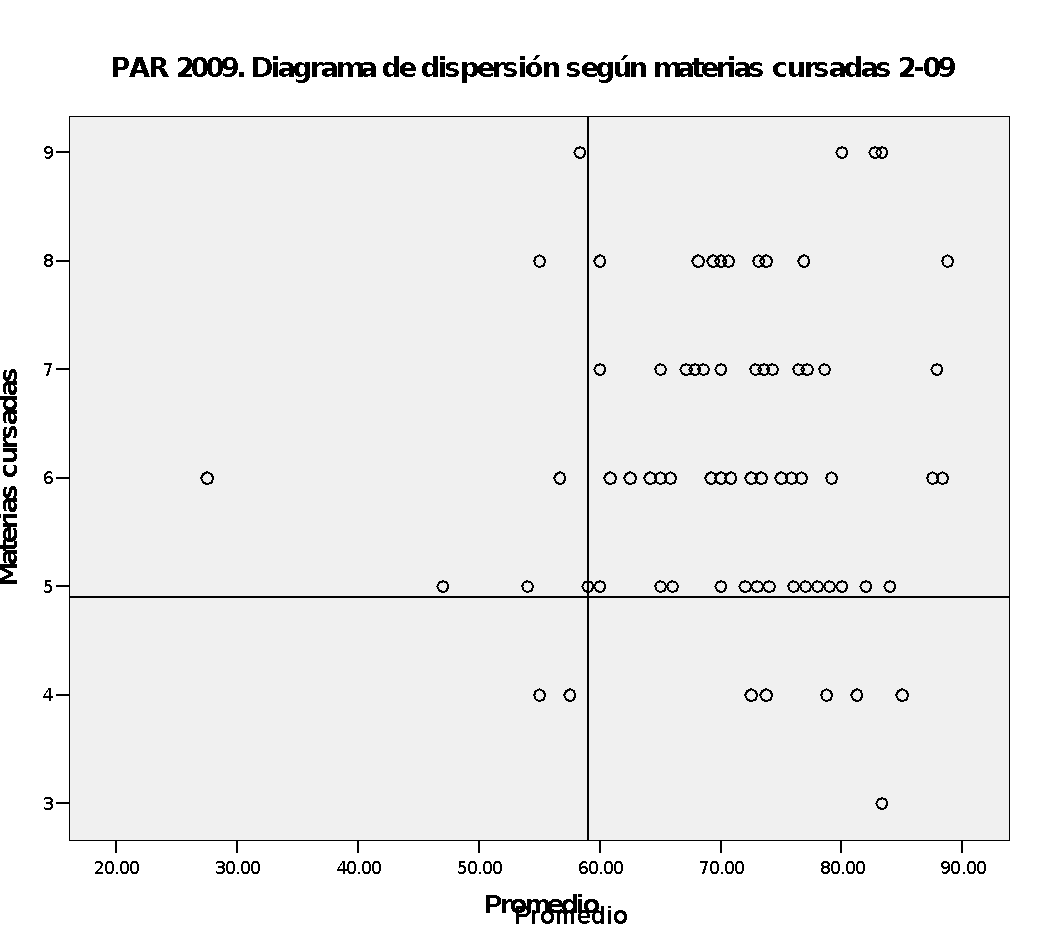 PAR 2009. Diagrama de dispersión según materias cursadas 2-09
Materias cursadas
9
8
7
6
5
4
3
20.00 30.00 40.00 50.00 60.00 70.00 80.00 90.00
Promedio
Promedio